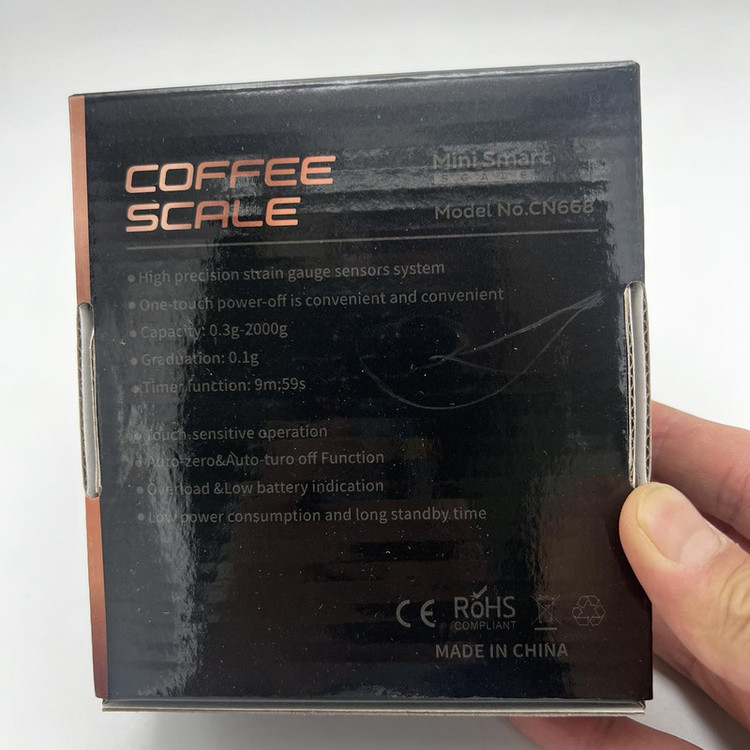 COFFEE
SCALE
Mini Smart
SCALE
Model No.CN668
• High precision strain gauge sensors system
• One-touch power-off is convenient and convenient
• Capacity: 0.3g-2000g
• Graduation: 0.1g
• Timer function: 9m:59s
• Touch-sensitive operation
• Auto-zero&Auto-turo off Function
• Overload &Low battery indication
• Low power consumption and long standby time
CE RoHS
COMPLIANT
MADE IN CHINA